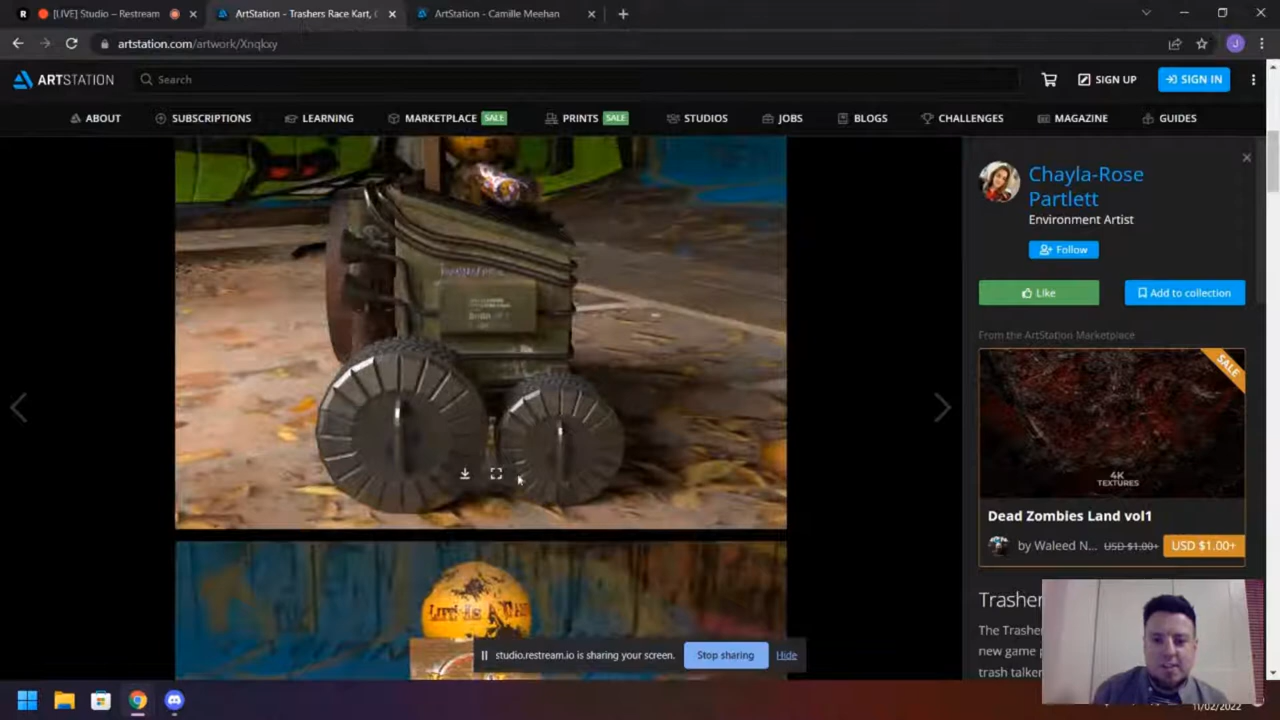 [LIVE] Studio – Restream
ArtStation - Trashers Race Kart, (
ArtStation - Camille Meehan
artstation.com/artwork/Xnqkxy
J
ARTSTATION
Search
SIGN UP
SIGN IN
ABOUT
SUBSCRIPTIONS
LEARNING
MARKETPLACE SALE
PRINTS SALE
STUDIOS
JOBS
BLOGS
CHALLENGES
MAGAZINE
GUIDES
Chayla-Rose
Partlett
Environment Artist
Follow
Like
Add to collection
From the ArtStation Marketplace
SALE
4K
TEXTURES
Dead Zombies Land vol1
by Waleed N... USD $1.00+ USD $1.00+
Trasher
The Trashe
new game p
trash talker
studio.restream.io is sharing your screen.
Stop sharing
Hide
11/02/2022